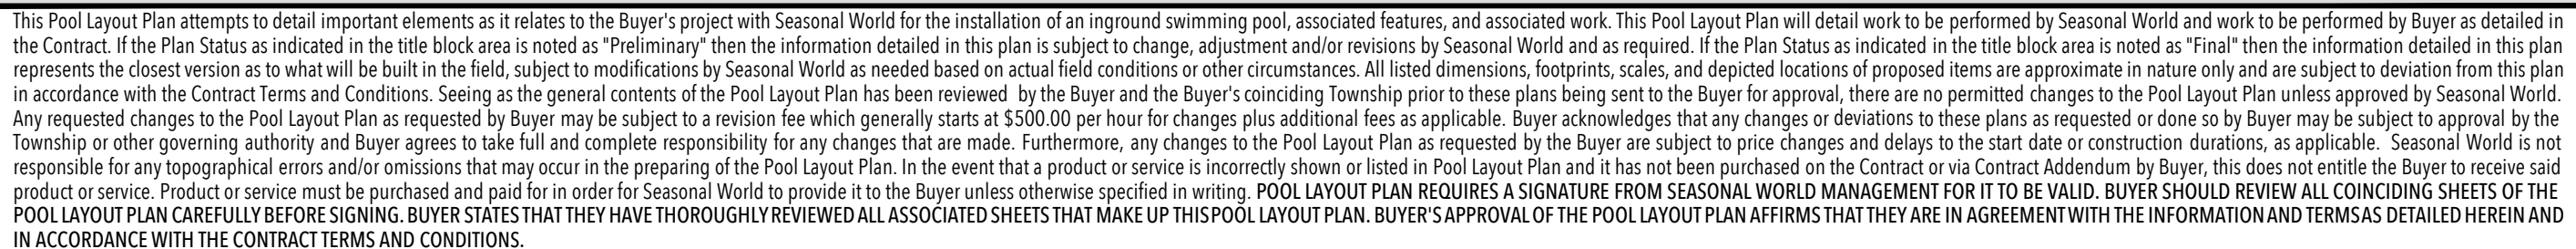 This Pool Layout Plan attempts to detail important elements as it relates to the Buyer's project with Seasonal World for the installation of an inground swimming pool, associated features, and associated work. This Pool Layout Plan will detail work to be performed by Seasonal World and work to be performed by Buyer as detailed in
the Contract. If the Plan Status as indicated in the title block area is noted as "Preliminary" then the information detailed in this plan is subject to change, adjustment and/or revisions by Seasonal World and as required. If the Plan Status as indicated in the title block area is noted as "Final" then the information detailed in this plan
represents the closest version as to what will be built in the field, subject to modifications by Seasonal World as needed based on actual field conditions or other circumstances. All listed dimensions, footprints, scales, and depicted locations of proposed items are approximate in nature only and are subject to deviation from this plan
in accordance with the Contract Terms and Conditions. Seeing as the general contents of the Pool Layout Plan has been reviewed by the Buyer and the Buyer's coinciding Township prior to these plans being sent to the Buyer for approval, there are no permitted changes to the Pool Layout Plan unless approved by Seasonal World.
Any requested changes to the Pool Layout Plan as requested by Buyer may be subject to a revision fee which generally starts at $500.00 per hour for changes plus additional fees as applicable. Buyer acknowledges that any changes or deviations to these plans as requested or done so by Buyer may be subject to approval by the
Township or other governing authority and Buyer agrees to take full and complete responsibility for any changes that are made. Furthermore, any changes to the Pool Layout Plan as requested by the Buyer are subject to price changes and delays to the start date or construction durations, as applicable. Seasonal World is not
responsible for any topographical errors and/or omissions that may occur in the preparing of the Pool Layout Plan. In the event that a product or service is incorrectly shown or listed in Pool Layout Plan and it has not been purchased on the Contract or via Contract Addendum by Buyer, this does not entitle the Buyer to receive said
product or service. Product or service must be purchased and paid for in order for Seasonal World to provide it to the Buyer unless otherwise specified in writing. POOL LAYOUT PLAN REQUIRES A SIGNATURE FROM SEASONAL WORLD MANAGEMENT FOR IT TO BE VALID. BUYER SHOULD REVIEW ALL COINCIDING SHEETS OF THE
POOL LAYOUT PLAN CAREFULLY BEFORE SIGNING. BUYER STATES THAT THEY HAVE THOROUGHLY REVIEWED ALL ASSOCIATED SHEETS THAT MAKE UP THIS POOL LAYOUT PLAN. BUYER'S APPROVAL OF THE POOL LAYOUT PLAN AFFIRMS THAT THEY ARE IN AGREEMENT WITH THE INFORMATION AND TERMS AS DETAILED HEREIN AND
IN ACCORDANCE WITH THE CONTRACT TERMS AND CONDITIONS.